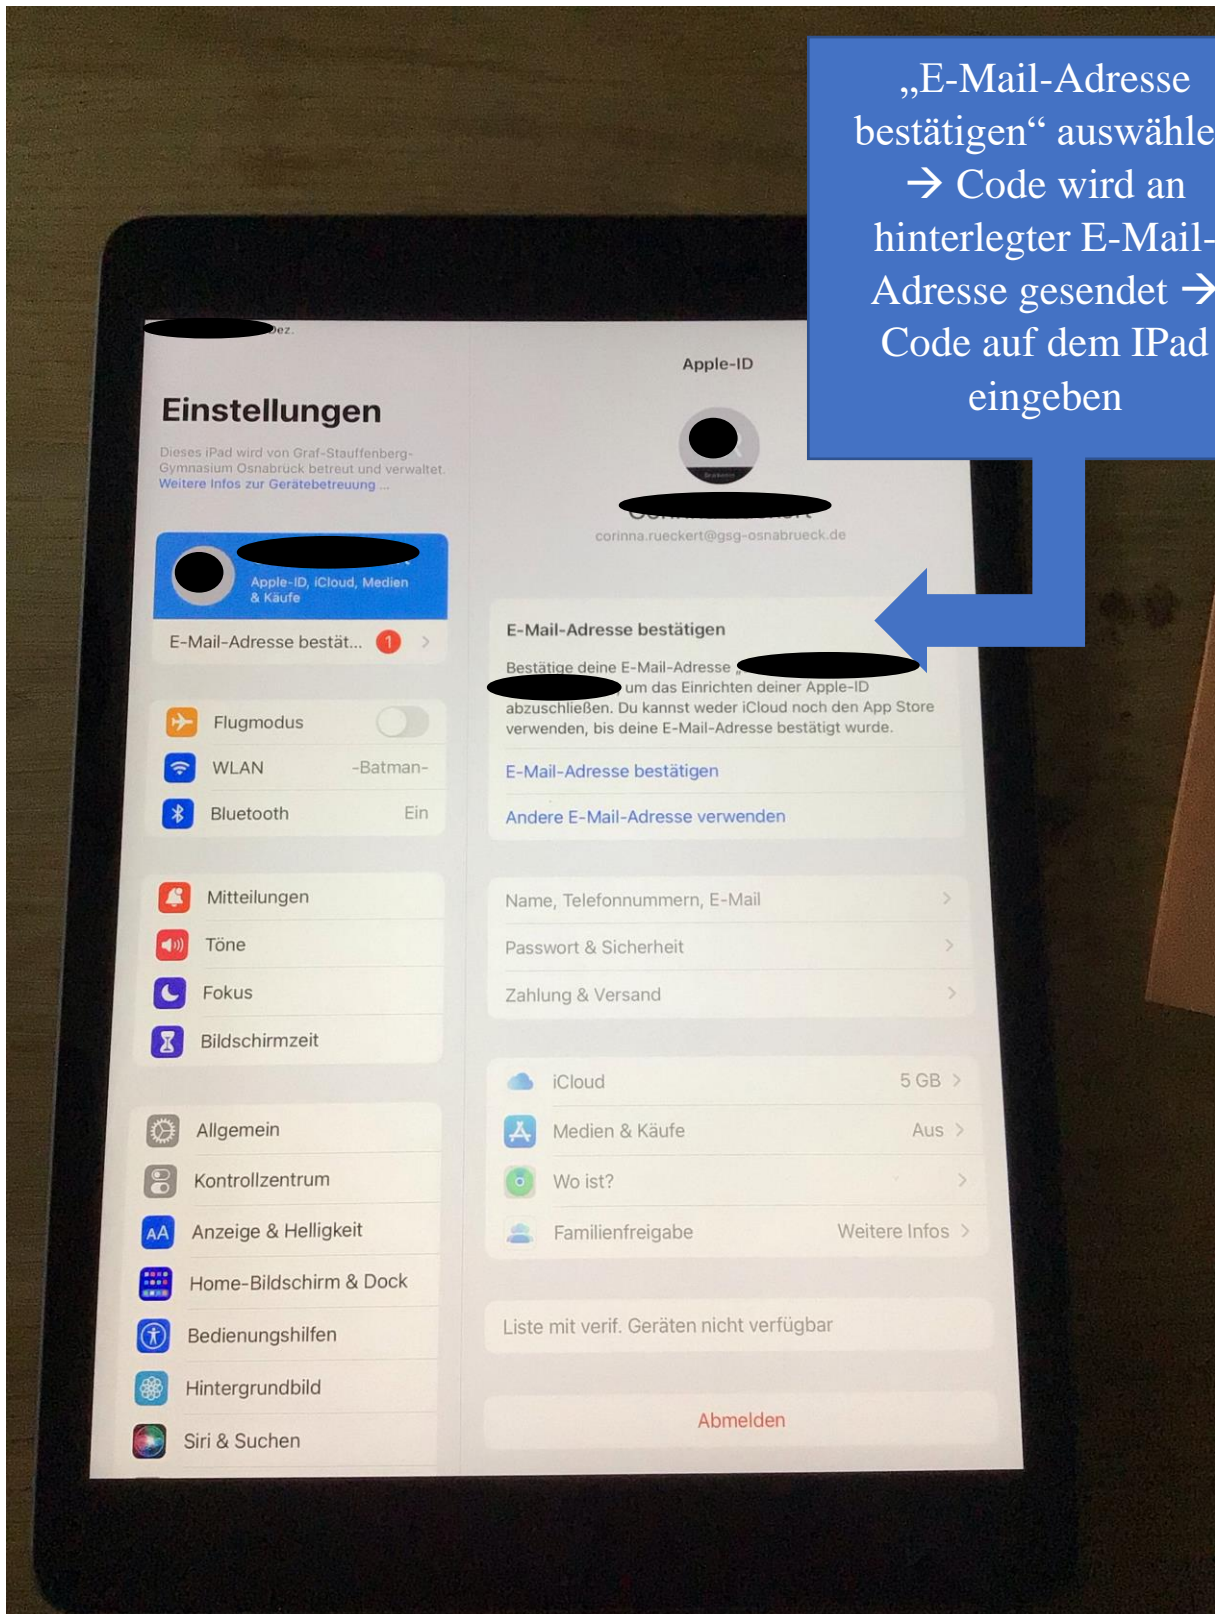 „E-Mail-Adresse
bestätigen“ auswähle
→ Code wird an
hinterlegter E-Mail-
Adresse gesendet →
Code auf dem IPad
eingeben
Dez.
Einstellungen
Dieses iPad wird von Graf-Stauffenberg-
Gymnasium Osnabrück betreut und verwaltet.
Weitere Infos zur Gerätebetreuung ...
Apple-ID, iCloud, Medien
& Käufe
E-Mail-Adresse bestät... 1
Flugmodus
WLAN -Batman-
Bluetooth Ein
Mitteilungen
Töne
Fokus
Bildschirmzeit
Allgemein
Kontrollzentrum
AA Anzeige & Helligkeit
Home-Bildschirm & Dock
Bedienungshilfen
Hintergrundbild
Siri & Suchen
Apple-ID
corinna.rueckert@gsg-osnabrueck.de
E-Mail-Adresse bestätigen
Bestätige deine E-Mail-Adresse „
um das Einrichten deiner Apple-ID
abzuschließen. Du kannst weder iCloud noch den App Store
verwenden, bis deine E-Mail-Adresse bestätigt wurde.
E-Mail-Adresse bestätigen
Andere E-Mail-Adresse verwenden
Name, Telefonnummern, E-Mail
Passwort & Sicherheit
Zahlung & Versand
iCloud 5 GB
Medien & Käufe Aus
Wo ist?
Familienfreigabe Weitere Infos
Liste mit verif. Geräten nicht verfügbar
Abmelden